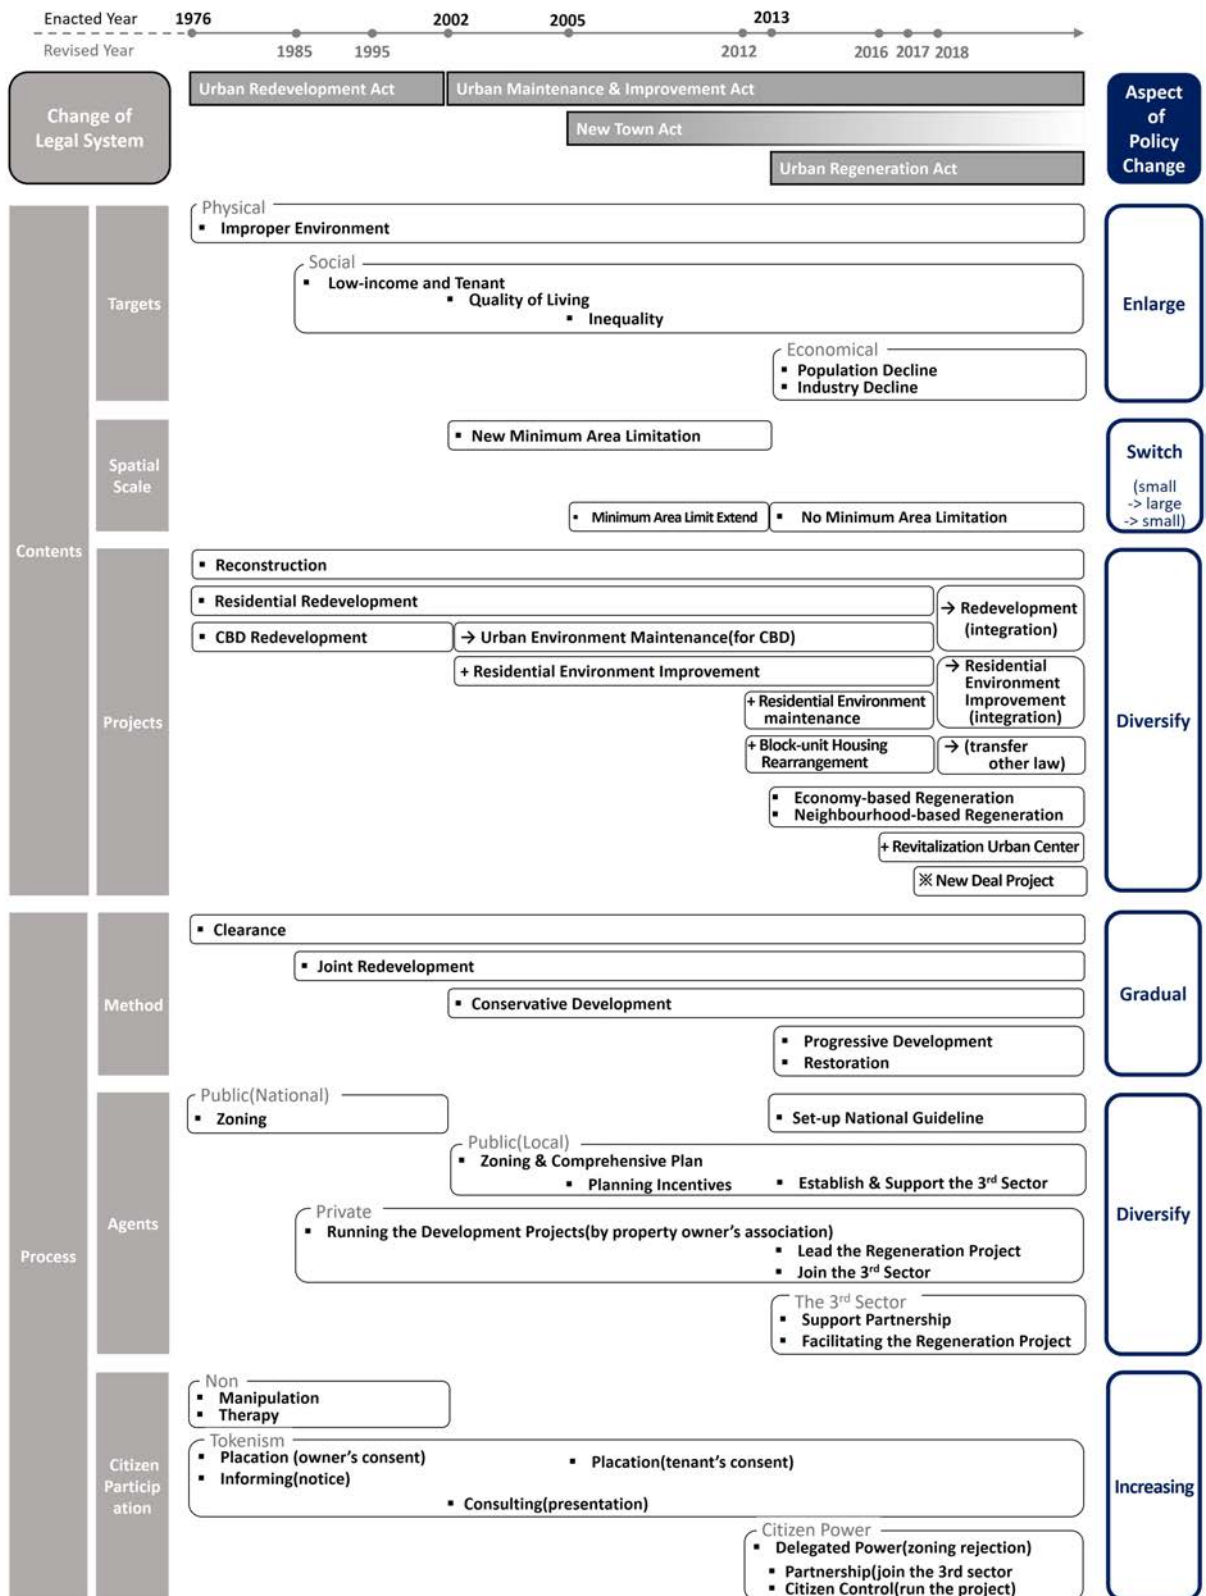 Enacted Year 1976 2002 2005 2013
Revised Year 1985 1995 2012 2016 2017 2018
Change of
Legal System
Urban Redevelopment Act
Urban Maintenance & Improvement Act
New Town Act
Urban Regeneration Act
Aspect
of
Policy
Change
Contents
Targets
Physical
▪ Improper Environment
Social
▪ Low-income and Tenant
▪ Quality of Living
▪ Inequality
Economical
▪ Population Decline
▪ Industry Decline
Enlarge
Spatial
Scale
▪ New Minimum Area Limitation
▪ Minimum Area Limit Extend
▪ No Minimum Area Limitation
Switch
(small
-> large
-> small)
Projects
▪ Reconstruction
▪ Residential Redevelopment
→ Redevelopment
(integration)
▪ CBD Redevelopment
→ Urban Environment Maintenance(for CBD)
+ Residential Environment Improvement
→ Residential
Environment
Improvement
(integration)
+ Residential Environment
maintenance
+ Block-unit Housing
Rearrangement
→ (transfer
other law)
▪ Economy-based Regeneration
▪ Neighbourhood-based Regeneration
+ Revitalization Urban Center
※ New Deal Project
Diversify
Process
Method
▪ Clearance
▪ Joint Redevelopment
▪ Conservative Development
▪ Progressive Development
▪ Restoration
Gradual
Agents
Public(National)
▪ Zoning
▪ Set-up National Guideline
Public(Local)
▪ Zoning & Comprehensive Plan
▪ Planning Incentives
▪ Establish & Support the 3rd Sector
Private
▪ Running the Development Projects(by property owner's association)
▪ Lead the Regeneration Project
▪ Join the 3rd Sector
The 3rd Sector
▪ Support Partnership
▪ Facilitating the Regeneration Project
Diversify
Citizen
Particip
ation
Non
▪ Manipulation
▪ Therapy
Tokenism
▪ Placation (owner's consent)
▪ Placation(tenant's consent)
▪ Informing(notice)
▪ Consulting(presentation)
Citizen Power
▪ Delegated Power(zoning rejection)
▪ Partnership(join the 3rd sector
▪ Citizen Control(run the project)
Increasing